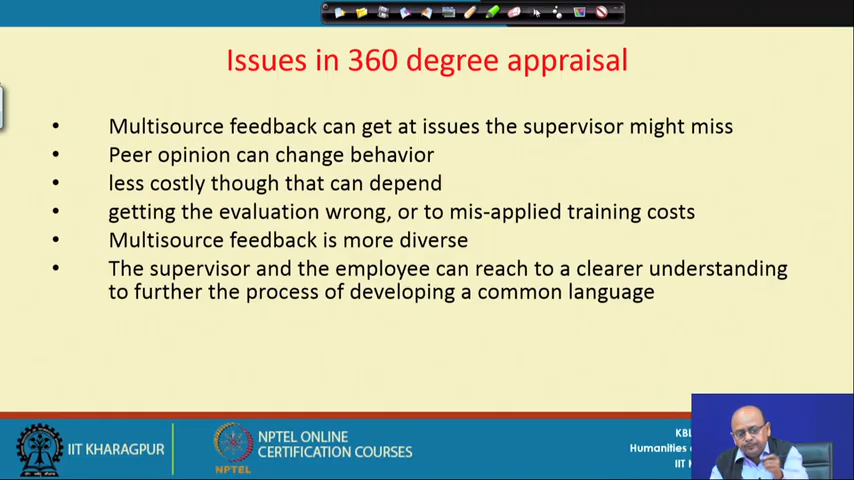 Issues in 360 degree appraisal
• Multisource feedback can get at issues the supervisor might miss
• Peer opinion can change behavior
• less costly though that can depend
• getting the evaluation wrong, or to mis-applied training costs
• Multisource feedback is more diverse
• The supervisor and the employee can reach to a clearer understanding
to further the process of developing a common language
IIT KHARAGPUR
NPTEL
NPTEL ONLINE
CERTIFICATION COURSES
Humanities